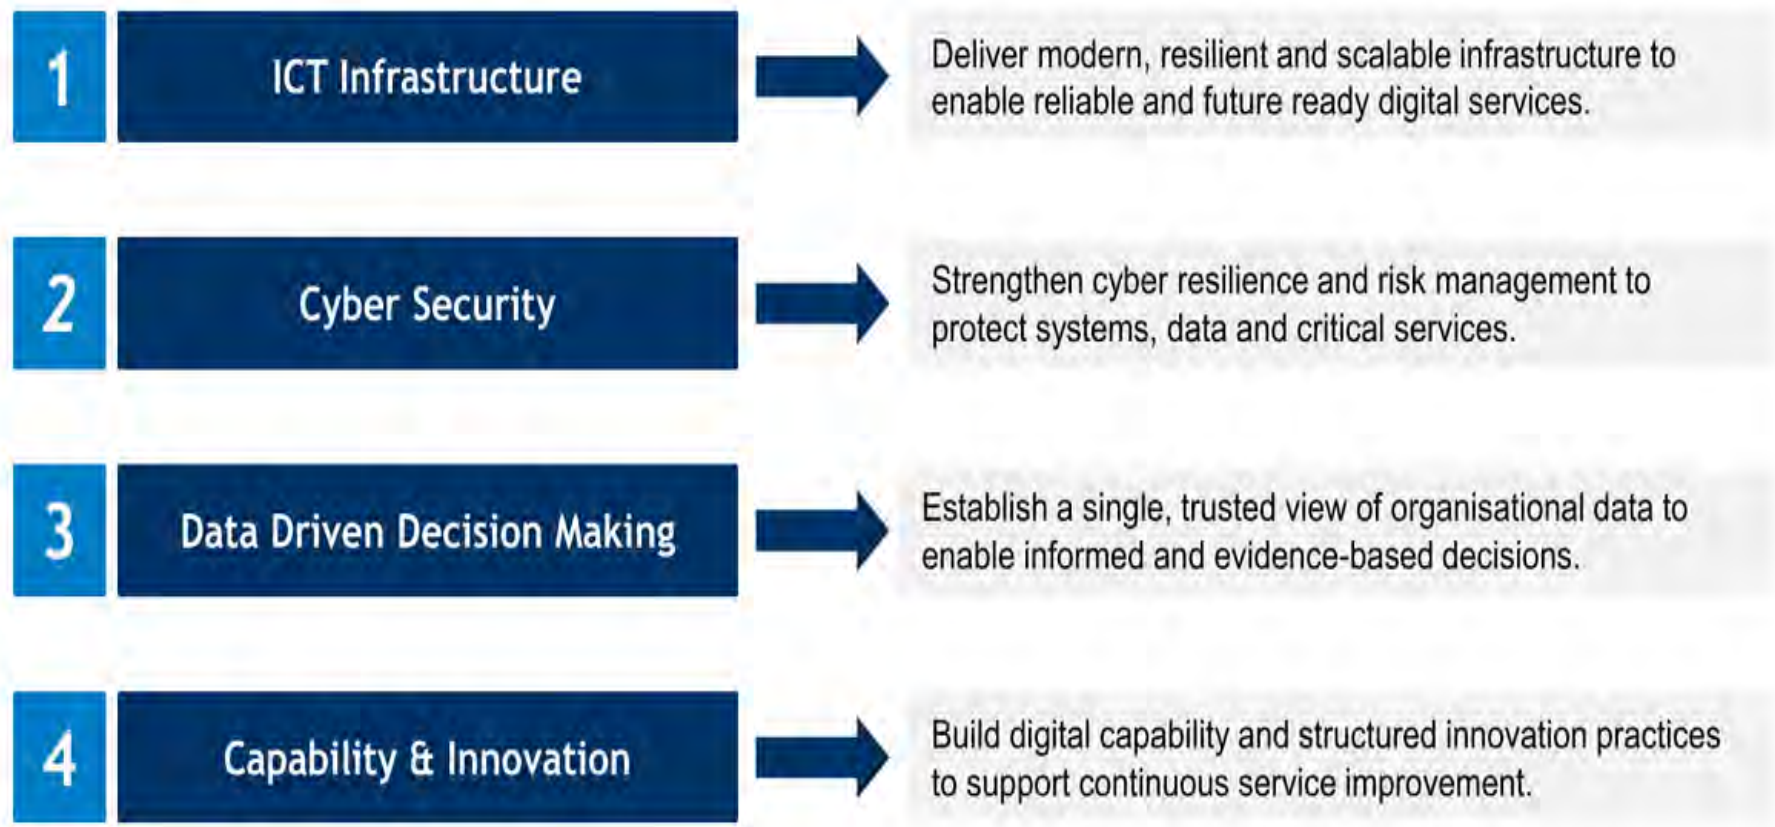 1
ICT Infrastructure
Deliver modern, resilient and scalable infrastructure to
enable reliable and future ready digital services.
2
Cyber Security
Strengthen cyber resilience and risk management to
protect systems, data and critical services.
3
Data Driven Decision Making
Establish a single, trusted view of organisational data to
enable informed and evidence-based decisions.
4
Capability & Innovation
Build digital capability and structured innovation practices
to support continuous service improvement.